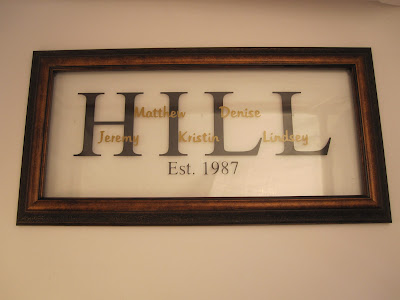 HILL
Matthew Denise
Jeremy Kristin Lindsey
Est. 1987